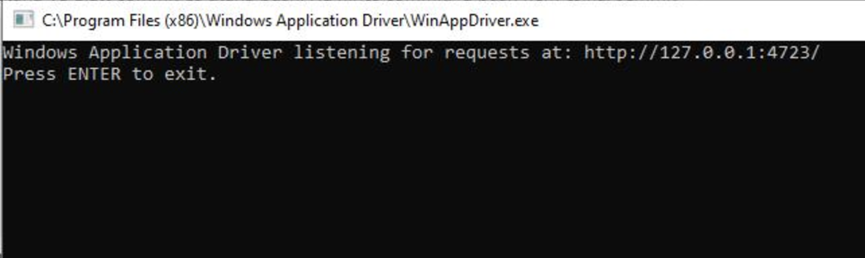 C:\Program Files (x86)\Windows Application Driver\WinAppDriver.exe
Windows Application Driver listening for requests at: http://127.0.0.1:4723/
Press ENTER to exit.